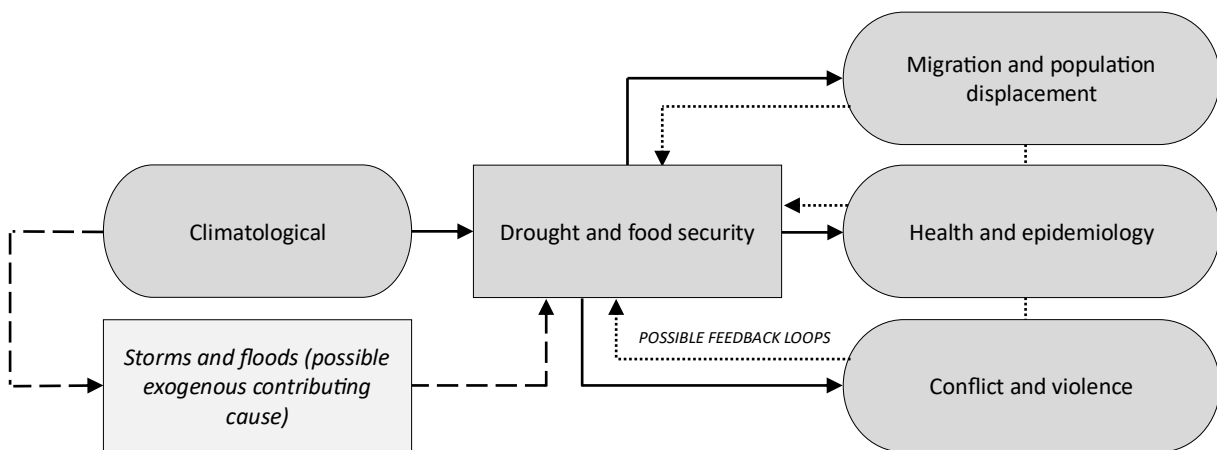 Migration and population
displacement
Climatological
Drought and food security
Health and epidemiology
Storms and floods (possible
exogenous contributing
cause)
POSSIBLE FEEDBACK LOOPS
Conflict and violence